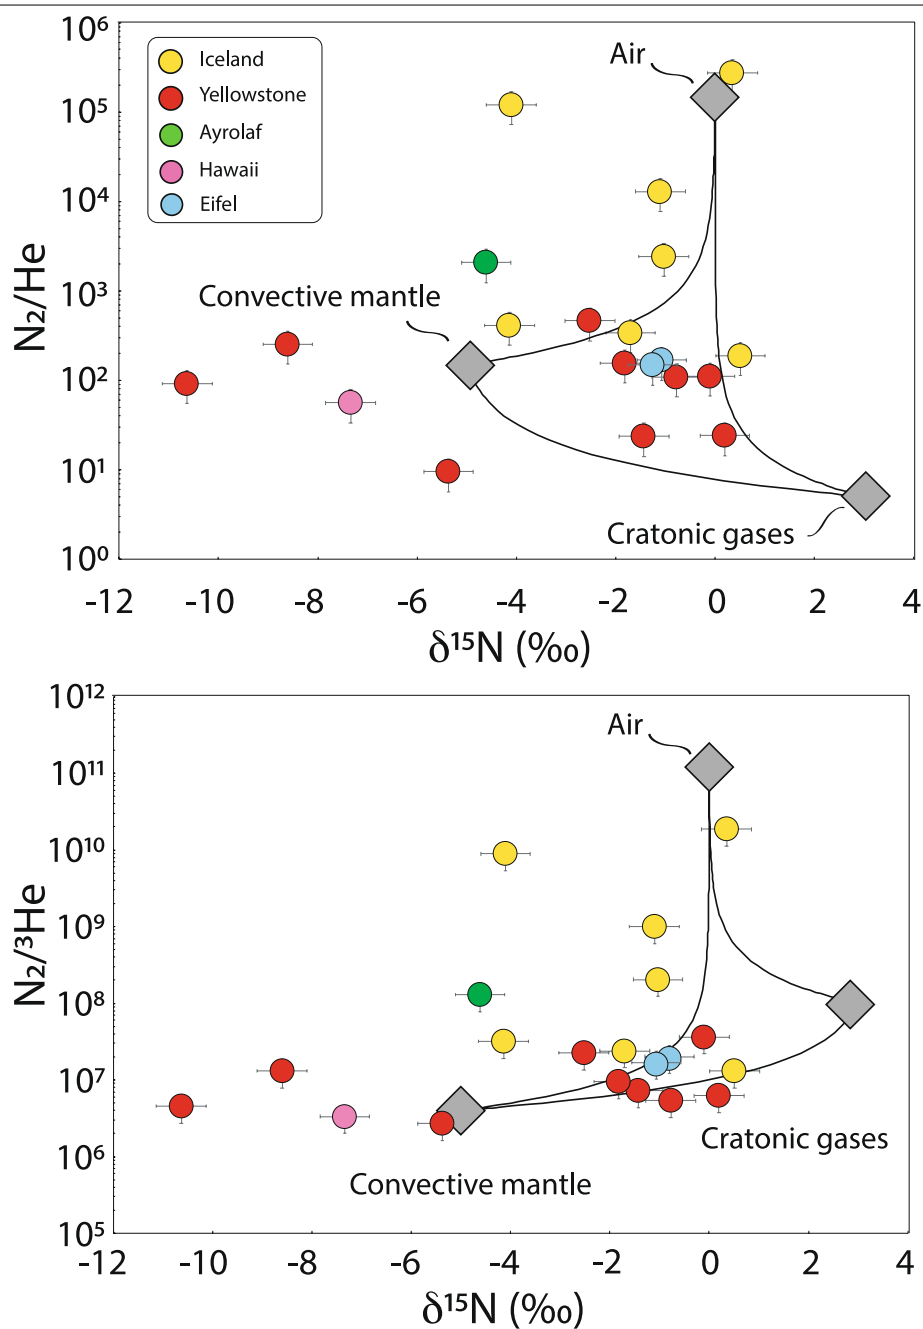 10⁶
10⁵
10⁴
10³
10²
10¹
10⁰
N₂/He
Iceland
Yellowstone
Ayrolaf
Hawaii
Eifel
Air
Convective mantle
Cratonic gases
-12 -10 -8 -6 -4 -2 0 2 4
δ¹⁵N (‰)
10¹²
10¹¹
10¹⁰
10⁹
10⁸
10⁷
10⁶
10⁵
N₂/³He
Air
Cratonic gases
Convective mantle
-12 -10 -8 -6 -4 -2 0 2 4
δ¹⁵N (‰)